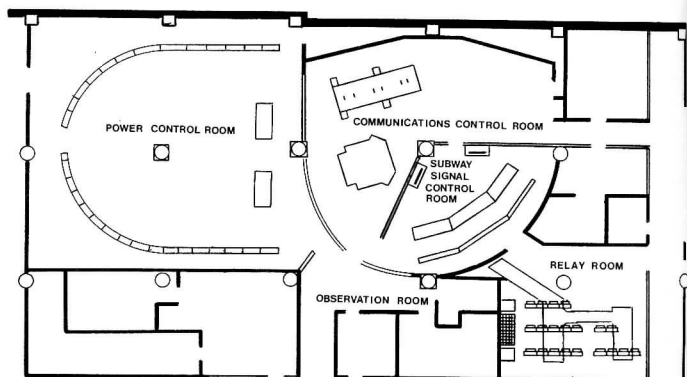 POWER CONTROL ROOM
COMMUNICATIONS CONTROL ROOM
SUBWAY
SIGNAL
CONTROL
ROOM
RELAY ROOM
OBSERVATION ROOM